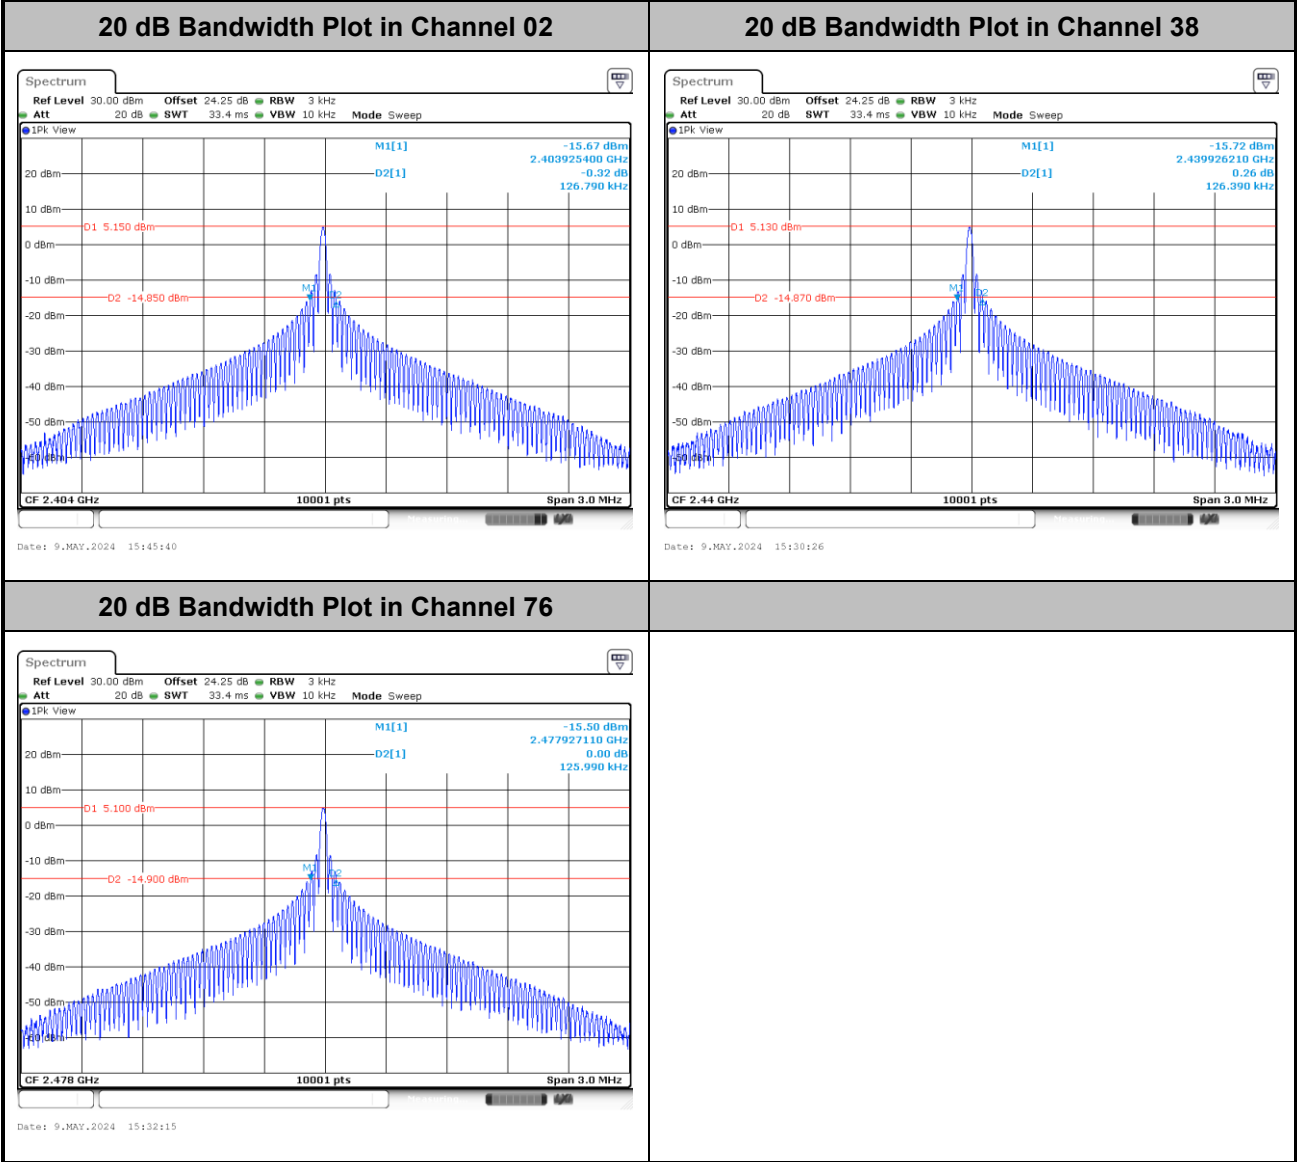 20 dB Bandwidth Plot in Channel 02
20 dB Bandwidth Plot in Channel 38
Spectrum
Ref Level 30.00 dBm Offset 24.25 dB RBW 3 kHz
Att 20 dB SWT 33.4 ms VBW 10 kHz Mode Sweep
1Pk View
M1[1] -15.67 dBm
2.403925400 GHz
20 dBm D2[1] -0.32 dB
126.790 kHz
10 dBm
D1 5.150 dBm
0 dBm
-10 dBm
M1
D2
D2 -14.850 dBm
-20 dBm
-30 dBm
-40 dBm
-50 dBm
-60 dBm
CF 2.404 GHz 10001 pts Span 3.0 MHz
Date: 9.MAY.2024 15:45:40
Spectrum
Ref Level 30.00 dBm Offset 24.25 dB RBW 3 kHz
Att 20 dB SWT 33.4 ms VBW 10 kHz Mode Sweep
1Pk View
M1[1] -15.72 dBm
2.439926210 GHz
20 dBm D2[1] 0.26 dB
126.390 kHz
10 dBm
D1 5.130 dBm
0 dBm
-10 dBm
M1
D2
D2 -14.870 dBm
-20 dBm
-30 dBm
-40 dBm
-50 dBm
-60 dBm
CF 2.44 GHz 10001 pts Span 3.0 MHz
Date: 9.MAY.2024 15:30:26
20 dB Bandwidth Plot in Channel 76
Spectrum
Ref Level 30.00 dBm Offset 24.25 dB RBW 3 kHz
Att 20 dB SWT 33.4 ms VBW 10 kHz Mode Sweep
1Pk View
M1[1] -15.50 dBm
2.477927110 GHz
20 dBm D2[1] 0.00 dB
125.990 kHz
10 dBm
D1 5.100 dBm
0 dBm
-10 dBm
M1
D2
D2 -14.900 dBm
-20 dBm
-30 dBm
-40 dBm
-50 dBm
-60 dBm
CF 2.478 GHz 10001 pts Span 3.0 MHz
Date: 9.MAY.2024 15:32:15